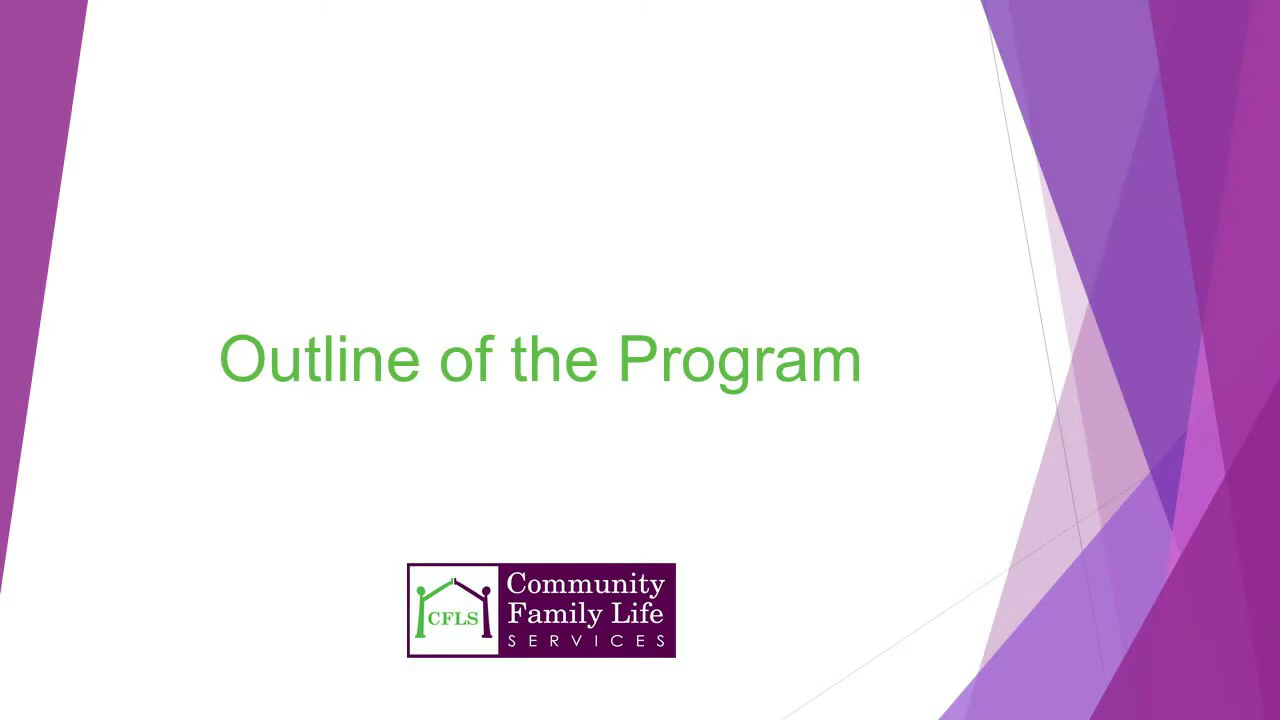 Outline of the Program
CFLS
Community
Family Life
SERVICES